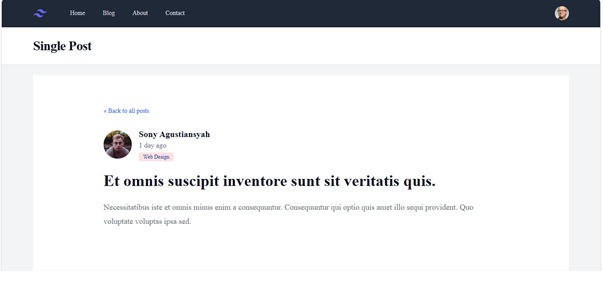 Home Blog About Contact
Single Post
« Back to all posts
Sony Agustiansyah
1 day ago
Web Design
Et omnis suscipit inventore sunt sit veritatis quis.
Necessitatibus iste et omnis minus enim a consequuntur. Consequuntur qui optio quis amet illo sequi provident. Quo
voluptate voluptas ipsa sed.